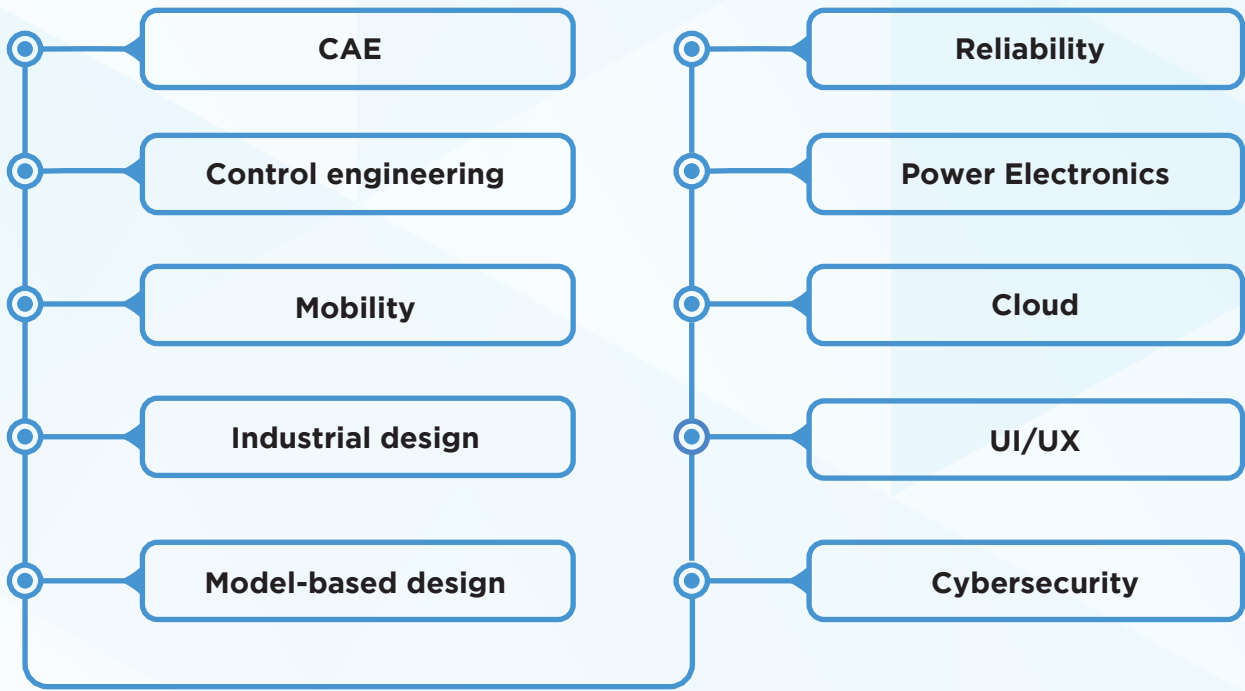 CAE
Control engineering
Mobility
Industrial design
Model-based design
Reliability
Power Electronics
Cloud
UI/UX
Cybersecurity